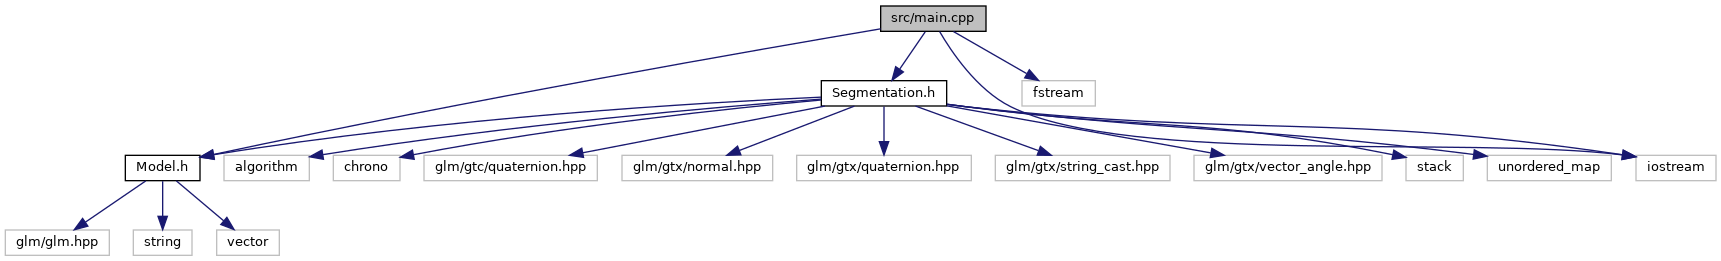 src/main.cpp
Segmentation.h
fstream
Model.h
algorithm
chrono
glm/gtc/quaternion.hpp
glm/gtx/normal.hpp
glm/gtx/quaternion.hpp
glm/gtx/string_cast.hpp
glm/gtx/vector_angle.hpp
stack
unordered_map
iostream
glm/glm.hpp
string
vector